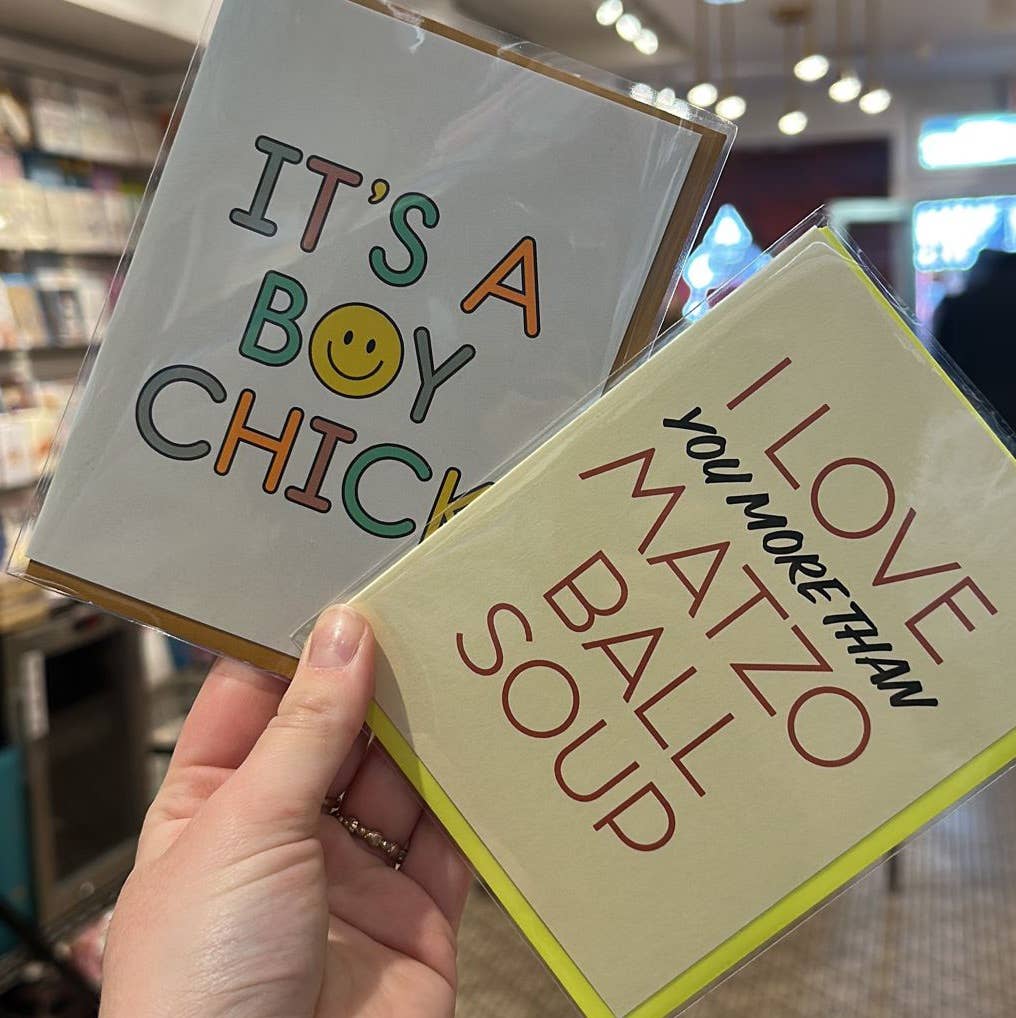 IT'S A
BOY
CHICK
I LOVE
YOU MORE THAN
MATZO
BALL
SOUP